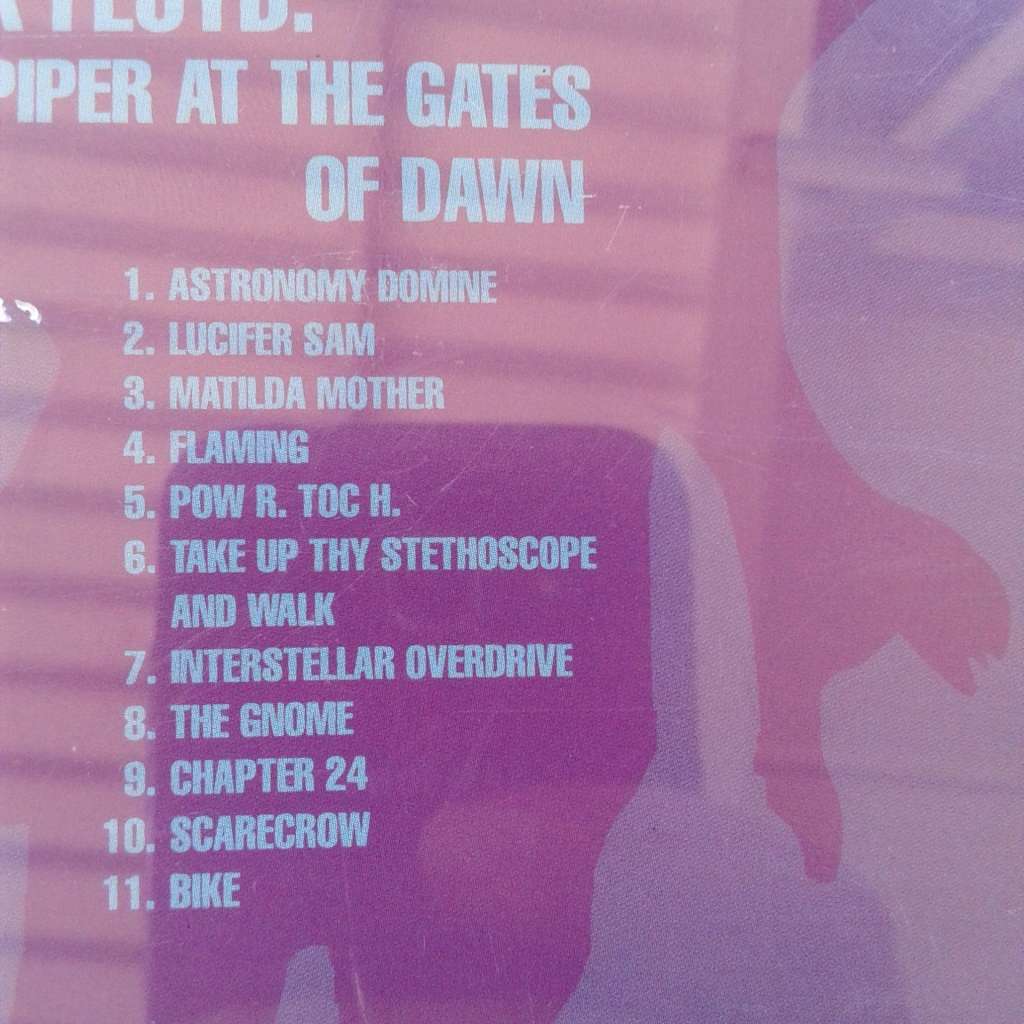 FLOYD.
PIPER AT THE GATES
OF DAWN
1. ASTRONOMY DOMINE
2. LUCIFER SAM
3. MATILDA MOTHER
4. FLAMING
5. POW R. TOC H.
6. TAKE UP THY STETHOSCOPE
AND WALK
7. INTERSTELLAR OVERDRIVE
8. THE GNOME
9. CHAPTER 24
10. SCARECROW
11. BIKE